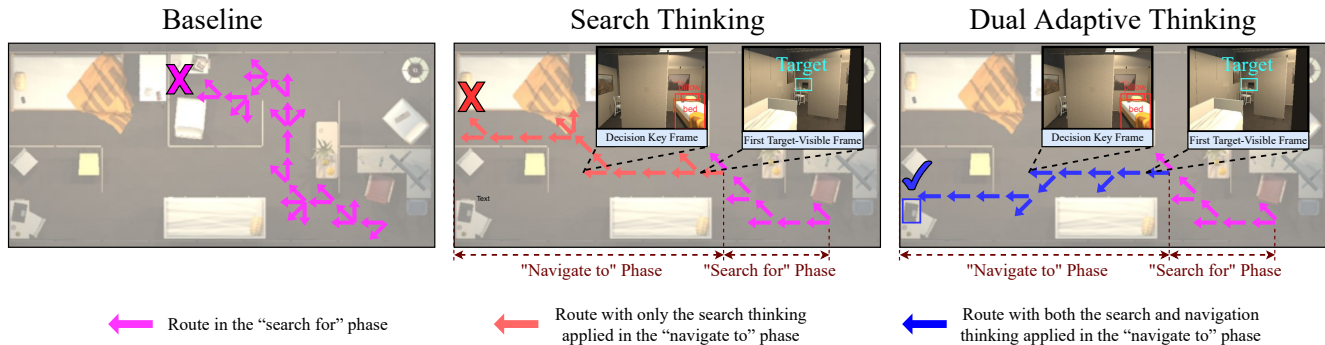 Baseline
Search Thinking
Dual Adaptive Thinking
X
X
Target
bed
Decision Key Frame
First Target-Visible Frame
Text
Target
bed
Decision Key Frame
First Target-Visible Frame
"Navigate to" Phase
"Search for" Phase
"Navigate to" Phase
"Search for" Phase
Route in the “search for” phase
Route with only the search thinking
applied in the “navigate to” phase
Route with both the search and navigation
thinking applied in the “navigate to” phase